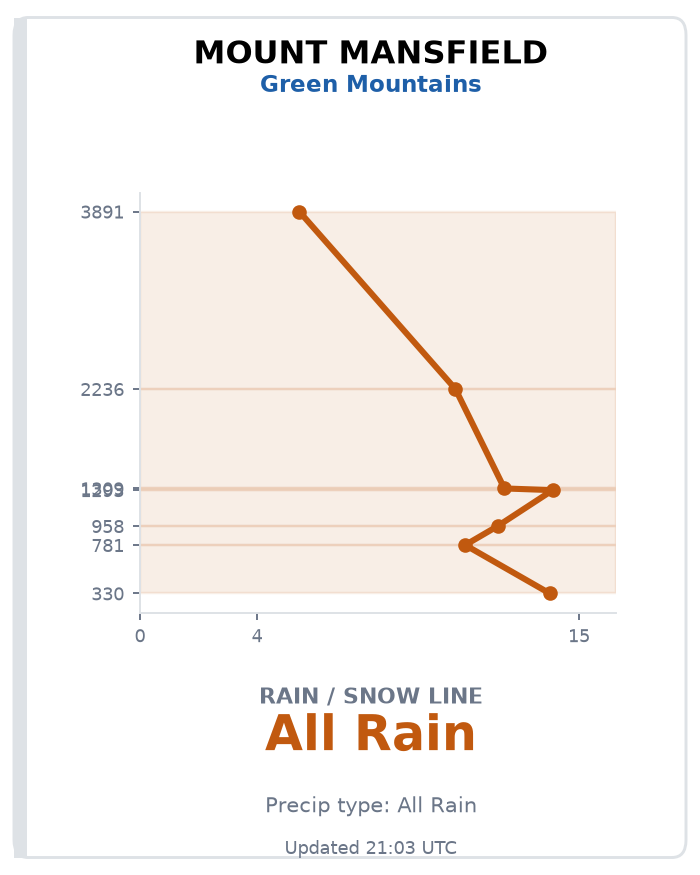 MOUNT MANSFIELD
Green Mountains
3891
2236
958
781
330
0 4 15
RAIN / SNOW LINE
All Rain
Precip type: All Rain
Updated 21:03 UTC